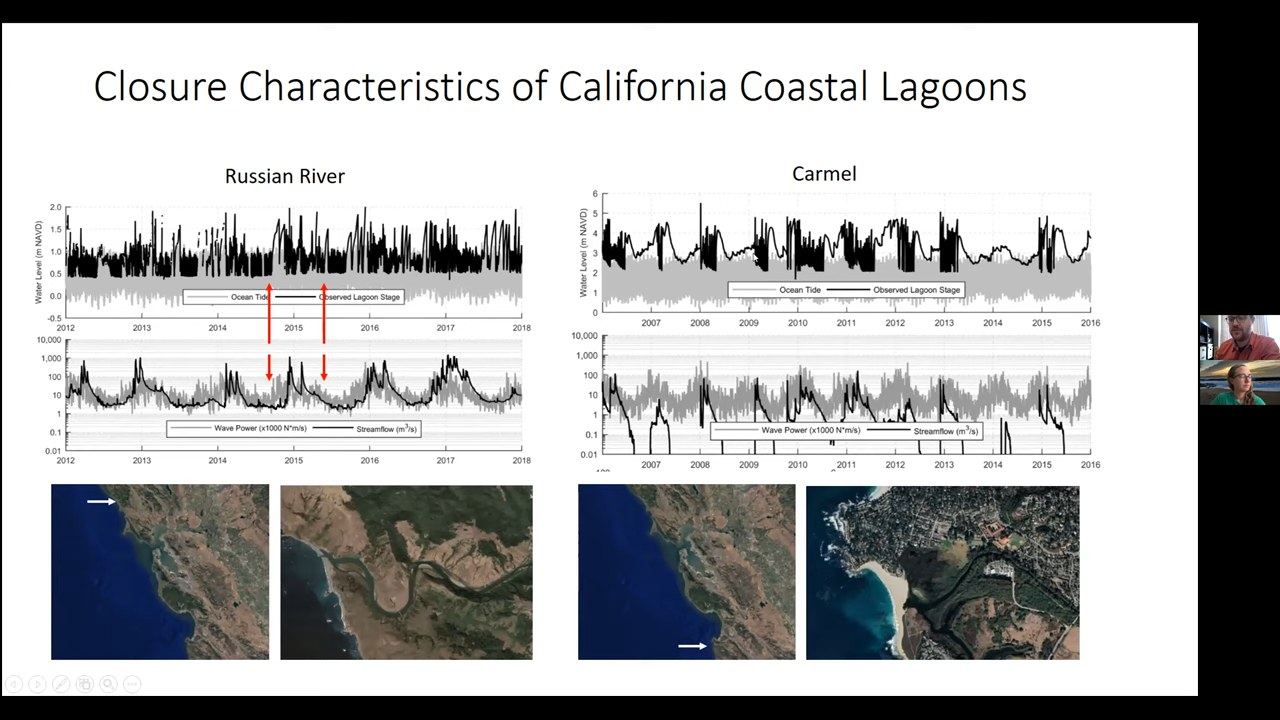 Closure Characteristics of California Coastal Lagoons
Russian River
Water Level (m NAVD)
2.0
1.5
1.0
0.5
0.0
-0.5
Ocean Tide
Observed Lagoon Stage
2012 2013 2014 2015 2016 2017 2018
10,000
1,000
100
10
1
0.1
0.01
Wave Power (x1000 N*m/s)
Streamflow (m³/s)
2012 2013 2014 2015 2016 2017 2018
Carmel
Water Level (m NAVD)
6
5
4
3
2
1
0
Ocean Tide
Observed Lagoon Stage
2007 2008 2009 2010 2011 2012 2013 2014 2015 2016
10,000
1,000
100
10
1
0.1
0.01
Wave Power (x1000 N*m/s)
Streamflow (m³/s)
2007 2008 2009 2010 2011 2012 2013 2014 2015 2016